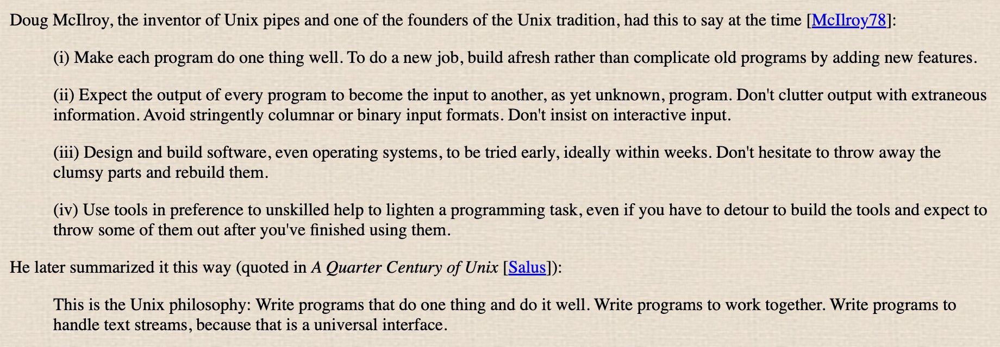 Doug McIlroy, the inventor of Unix pipes and one of the founders of the Unix tradition, had this to say at the time [McIlroy78]:
(i) Make each program do one thing well. To do a new job, build afresh rather than complicate old programs by adding new features.
(ii) Expect the output of every program to become the input to another, as yet unknown, program. Don't clutter output with extraneous
information. Avoid stringently columnar or binary input formats. Don't insist on interactive input.
(iii) Design and build software, even operating systems, to be tried early, ideally within weeks. Don't hesitate to throw away the
clumsy parts and rebuild them.
(iv) Use tools in preference to unskilled help to lighten a programming task, even if you have to detour to build the tools and expect to
throw some of them out after you've finished using them.
He later summarized it this way (quoted in A Quarter Century of Unix [Salus]):
This is the Unix philosophy: Write programs that do one thing and do it well. Write programs to work together. Write programs to
handle text streams, because that is a universal interface.